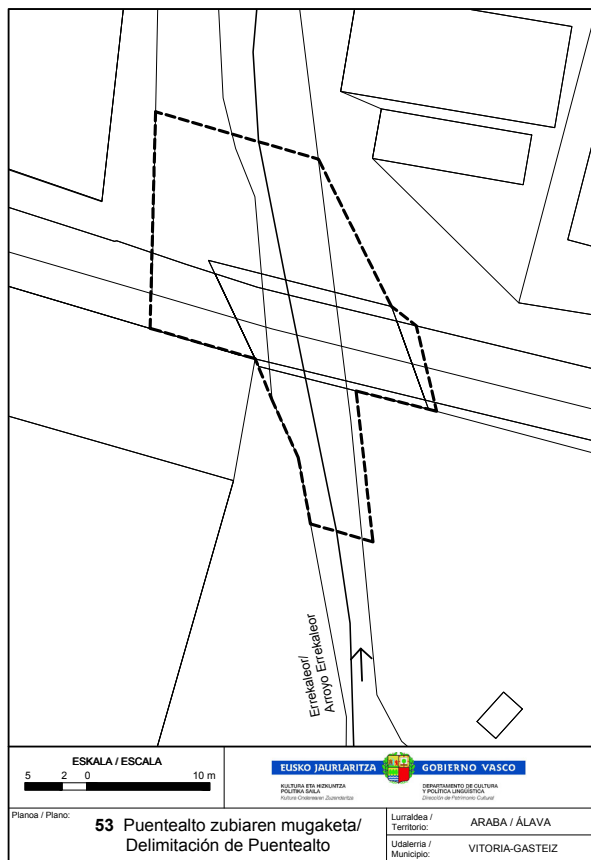 Errekaleor/
Arroyo Errekaleor
ESKALA / ESCALA
5 2 0 10 m
EUSKO JAURLARITZA GOBIERNO VASCO
KULTURA ETA HIZKUNTZA
POLITIKA SAILA
Kultura Ondarearen Zuzendaritza
DEPARTAMENTO DE CULTURA
Y POLÍTICA LINGÜÍSTICA
Dirección de Patrimonio Cultural
Planoa / Plano:
53 Puentealto zubiaren mugaketa/
Delimitación de Puentealto
Lurraldea /
Territorio:
ARABA / ÁLAVA
Udalerria /
Municipio:
VITORIA-GASTEIZ